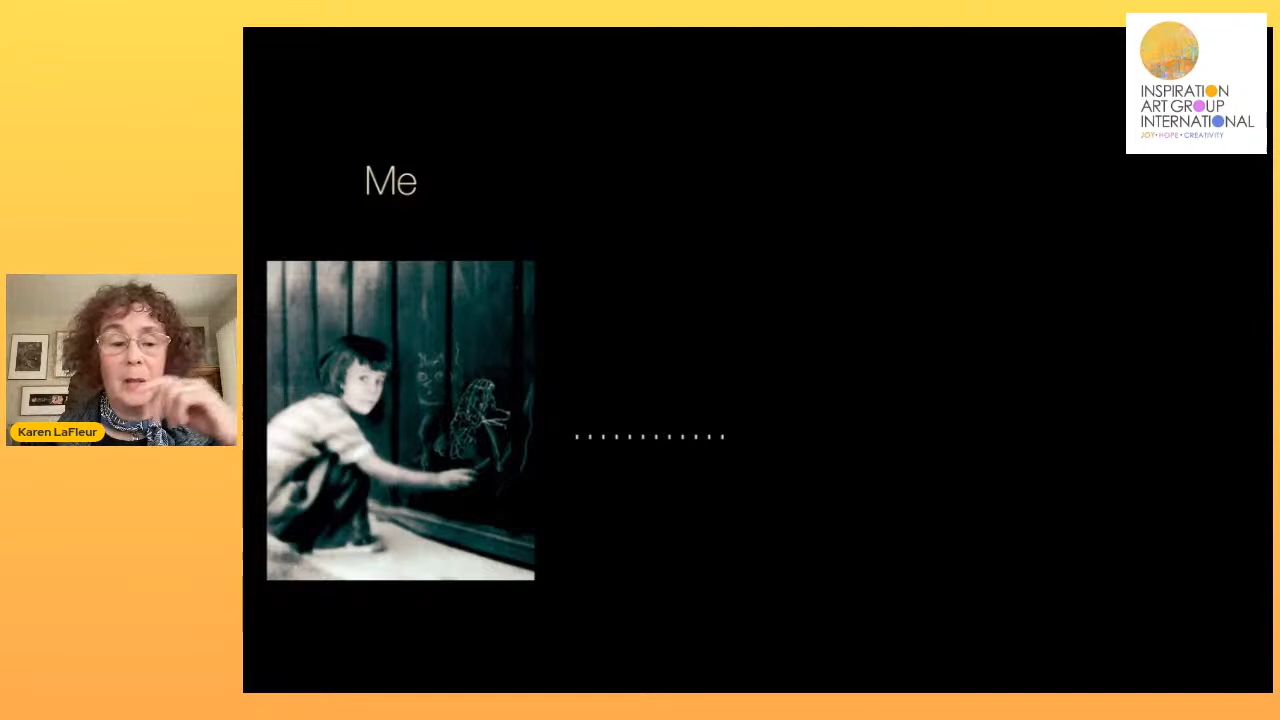 Me
............
Karen LaFleur
INSPIRATION
ART GROUP
INTERNATIONAL
JOY • HOPE • CREATIVITY